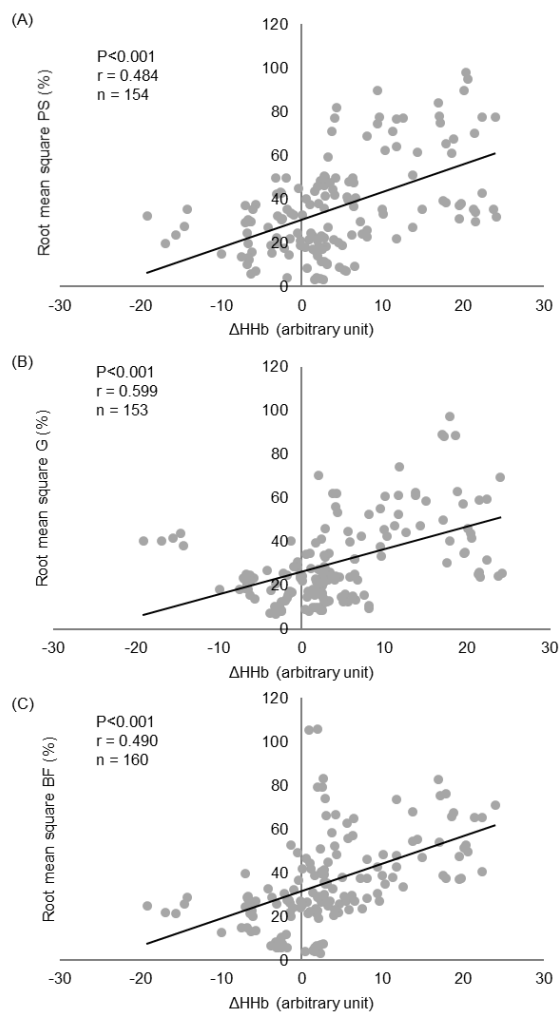 (A)
P<0.001
r = 0.484
n = 154
Root mean square PS (%)
120
100
80
60
40
20
0
-30 -20 -10 0 10 20 30
ΔHHb (arbitrary unit)
(B)
P<0.001
r = 0.599
n = 153
Root mean square G (%)
120
100
80
60
40
20
0
-30 -20 -10 0 10 20 30
ΔHHb (arbitrary unit)
(C)
P<0.001
r = 0.490
n = 160
Root mean square BF (%)
120
100
80
60
40
20
0
-30 -20 -10 0 10 20 30
ΔHHb (arbitrary unit)